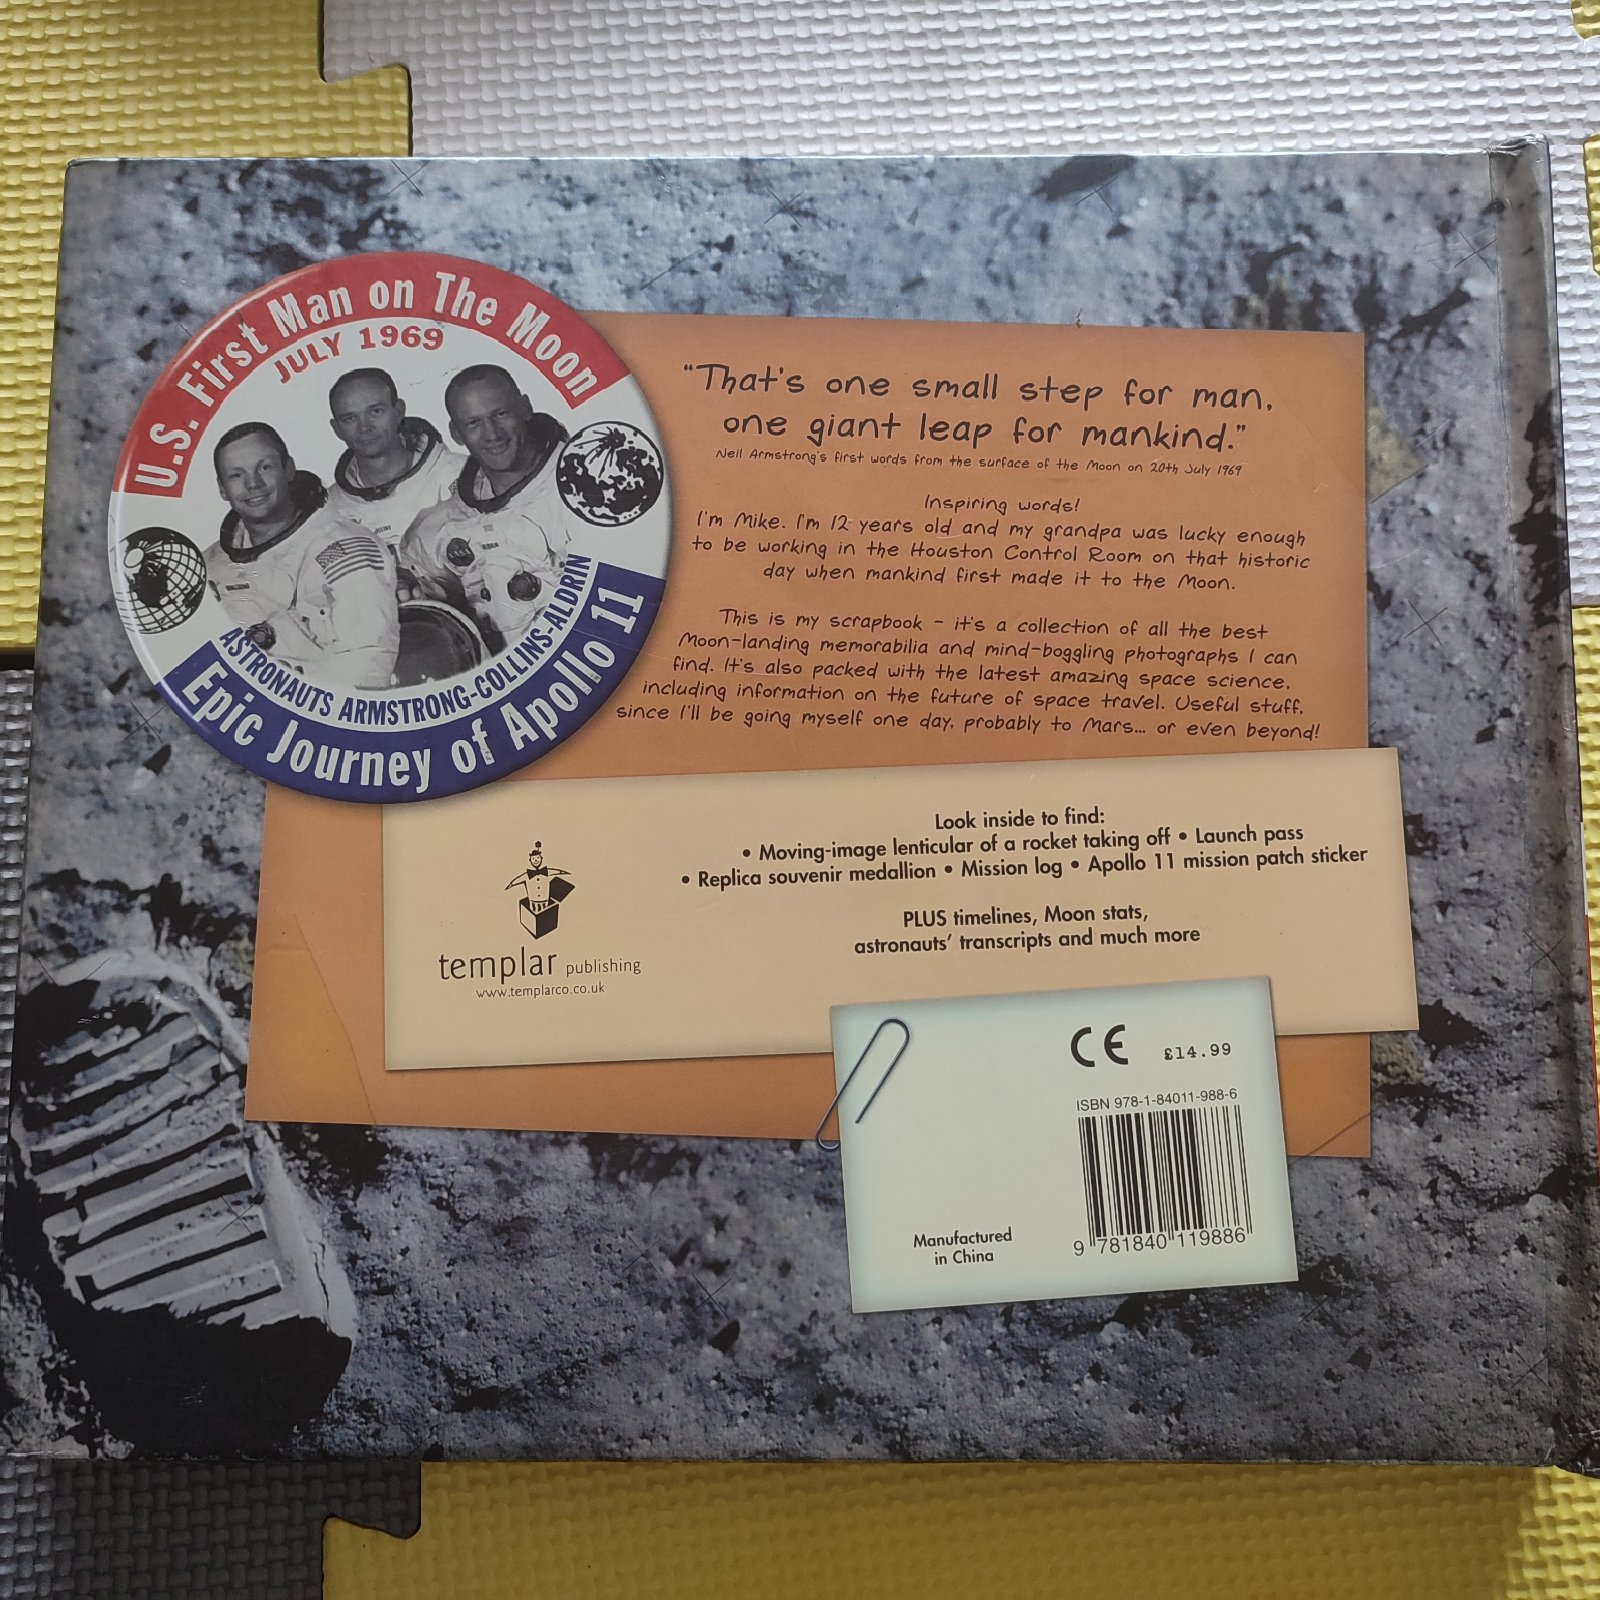 U.S. First Man on The Moon
JULY 1969
ASTRONAUTS ARMSTRONG-COLLINS-ALDRIN
Epic Journey of Apollo 11
“That's one small step for man,
one giant leap for mankind.”
Neil Armstrong's first words from the surface of the Moon on 20th July 1969
Inspiring words!
I'm Mike. I'm 12 years old and my grandpa was lucky enough
to be working in the Houston Control Room on that historic
day when mankind first made it to the Moon.
This is my scrapbook – it's a collection of all the best
Moon-landing memorabilia and mind-boggling photographs I can
find. It's also packed with the latest amazing space science,
including information on the future of space travel. Useful stuff,
since I'll be going myself one day, probably to Mars... or even beyond!
Look inside to find:
• Moving-image lenticular of a rocket taking off • Launch pass
• Replica souvenir medallion • Mission log • Apollo 11 mission patch sticker
PLUS timelines, Moon stats,
astronauts’ transcripts and much more
templar publishing
www.templarco.co.uk
CE £14.99
ISBN 978-1-84011-988-6
9 781840 119886
Manufactured
in China